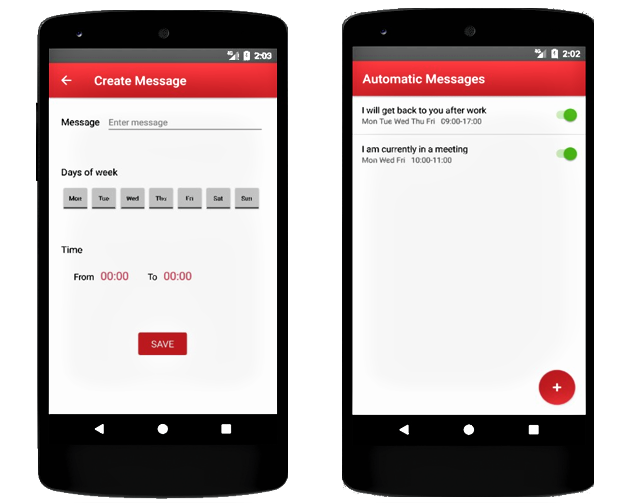 4G 2:03
Create Message
Message Enter message
Days of week
Mon Tue Wed Thu Fri Sat Sun
Time
From 00:00 To 00:00
SAVE
4G 2:02
Automatic Messages
I will get back to you after work
Mon Tue Wed Thu Fri 09:00-17:00
I am currently in a meeting
Mon Wed Fri 10:00-11:00
+